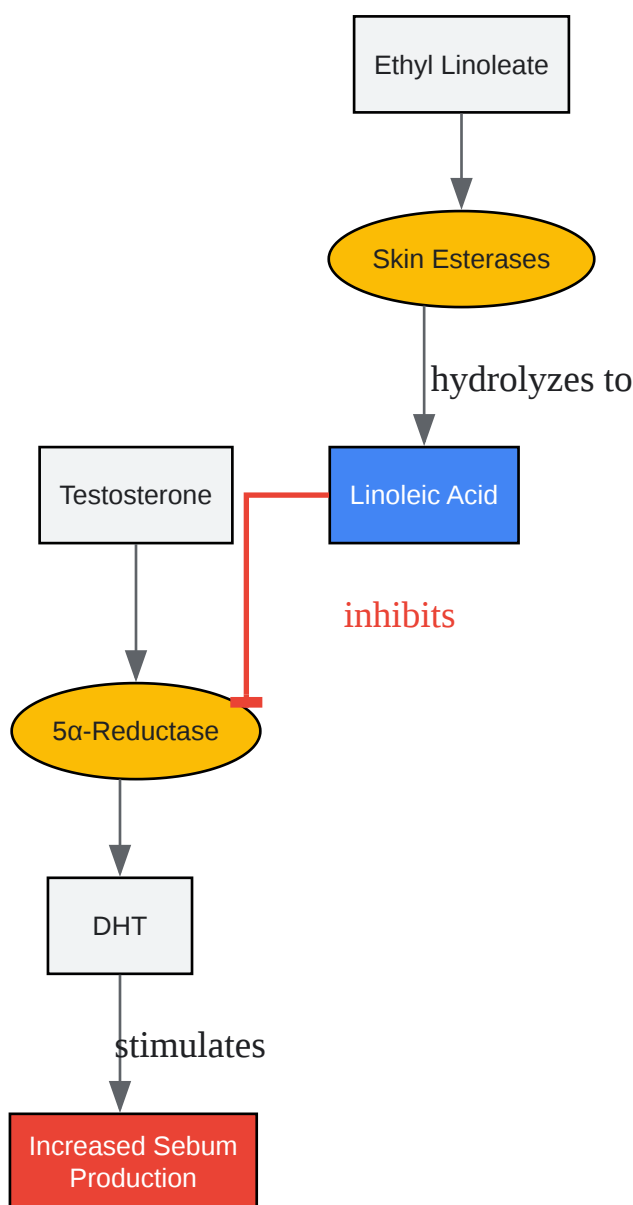 Ethyl Linoleate
Skin Esterases
hydrolyzes to
Testosterone
Linoleic Acid
inhibits
5α-Reductase
DHT
stimulates
Increased Sebum
Production